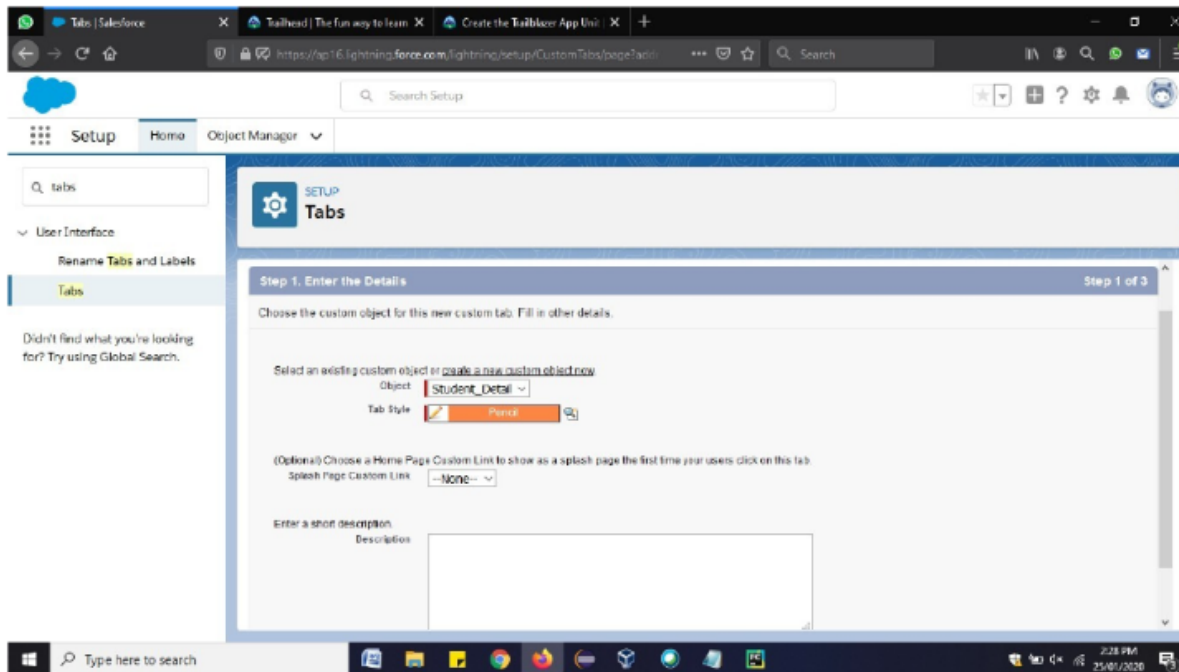 Tabs | Salesforce
Trailhead | The fun way to learn
Create the Trailblazer App Unit |
https://ap16.lightning.force.com/lightning/setup/CustomTabs/page?addr
Search
Search Setup
Setup
Home
Object Manager
tabs
SETUP
Tabs
User Interface
Rename Tabs and Labels
Tabs
Didn't find what you're looking
for? Try using Global Search.
Step 1. Enter the Details
Step 1 of 3
Choose the custom object for this new custom tab. Fill in other details.
Select an existing custom object or create a new custom object now.
Object
Student_Detail
Tab Style
Pencil
(Optional) Choose a Home Page Custom Link to show as a splash page the first time your users click on this tab.
Splash Page Custom Link
--None--
Enter a short description.
Description
Type here to search
2:28 PM
25/01/2020